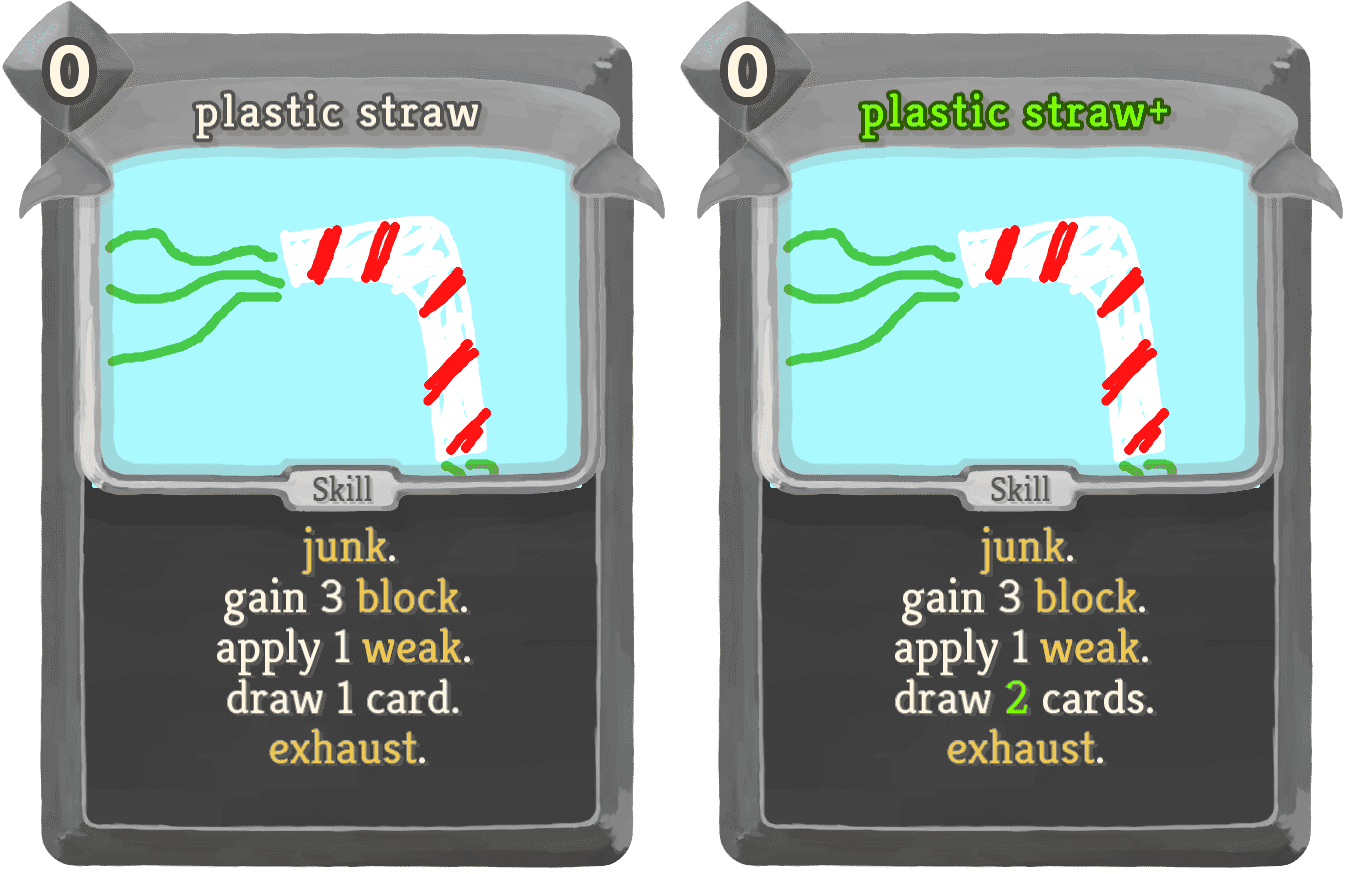 0
plastic straw
Skill
junk.
gain 3 block.
apply 1 weak.
draw 1 card.
exhaust.
0
plastic straw+
Skill
junk.
gain 3 block.
apply 1 weak.
draw 2 cards.
exhaust.